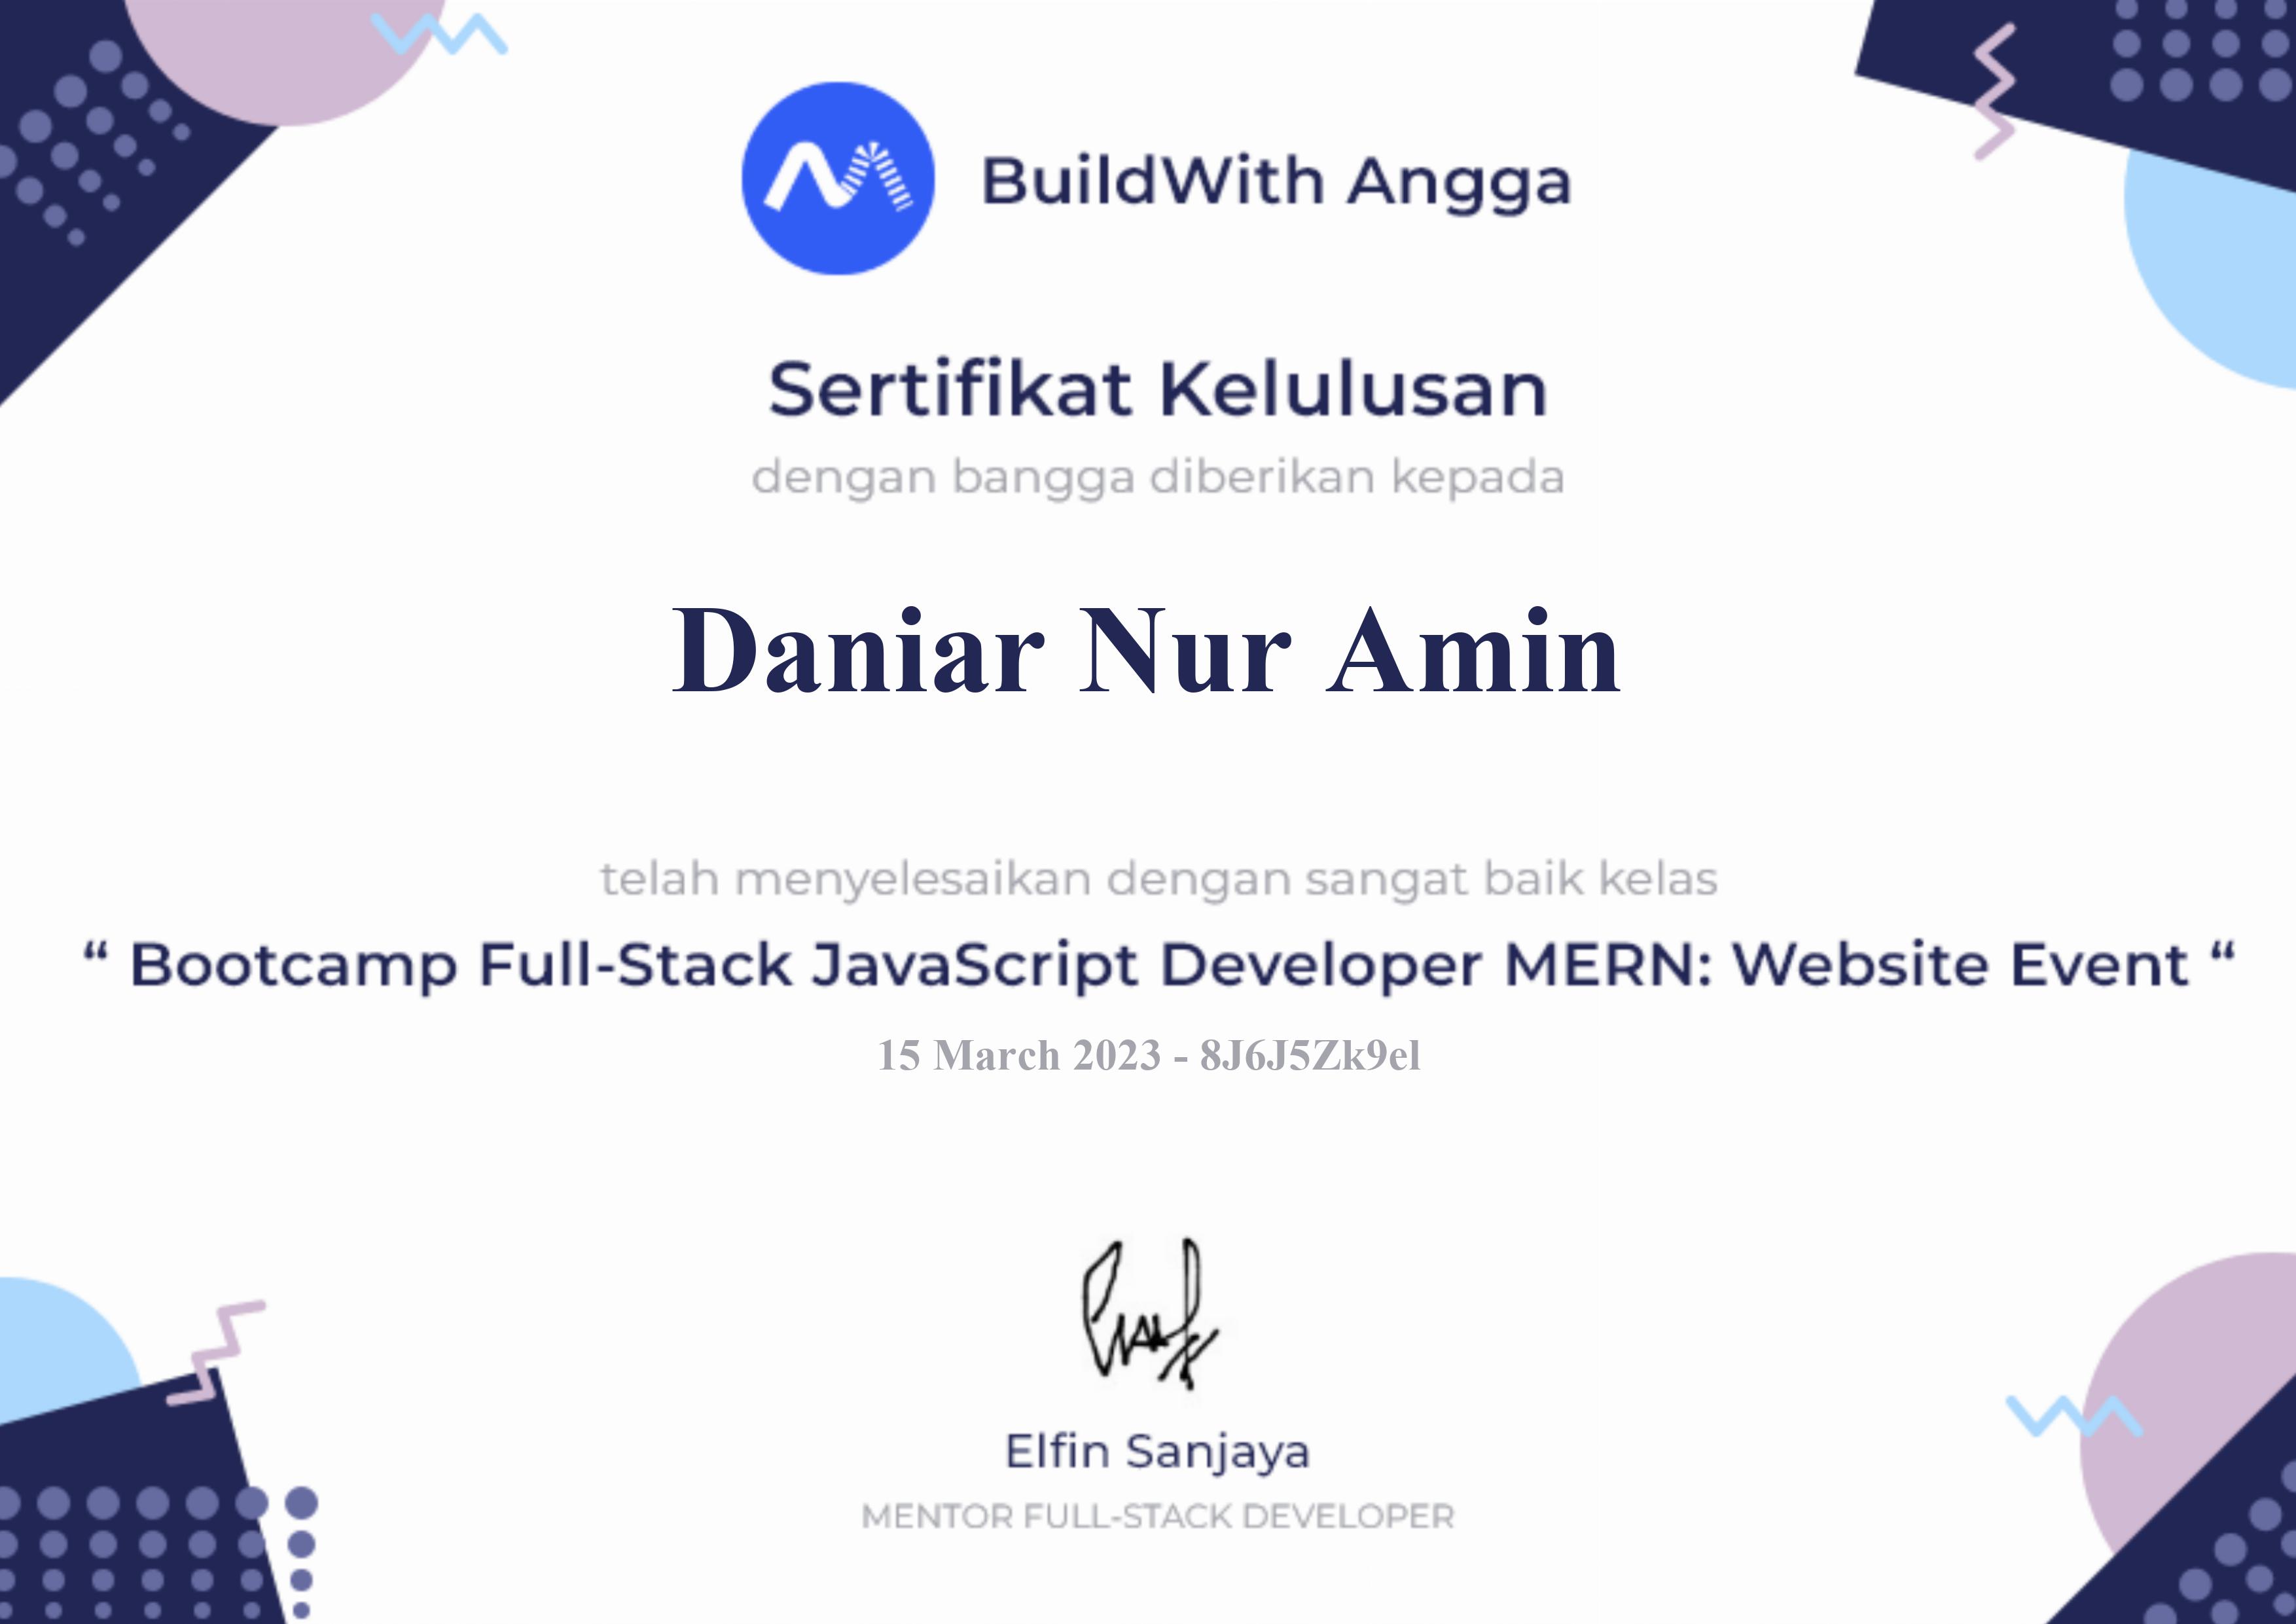 BuildWith Angga
Sertifikat Kelulusan
dengan bangga diberikan kepada
Daniar Nur Amin
telah menyelesaikan dengan sangat baik kelas
“ Bootcamp Full-Stack JavaScript Developer MERN: Website Event “
15 March 2023 - 8J6J5Zk9el
Elfin Sanjaya
MENTOR FULL-STACK DEVELOPER